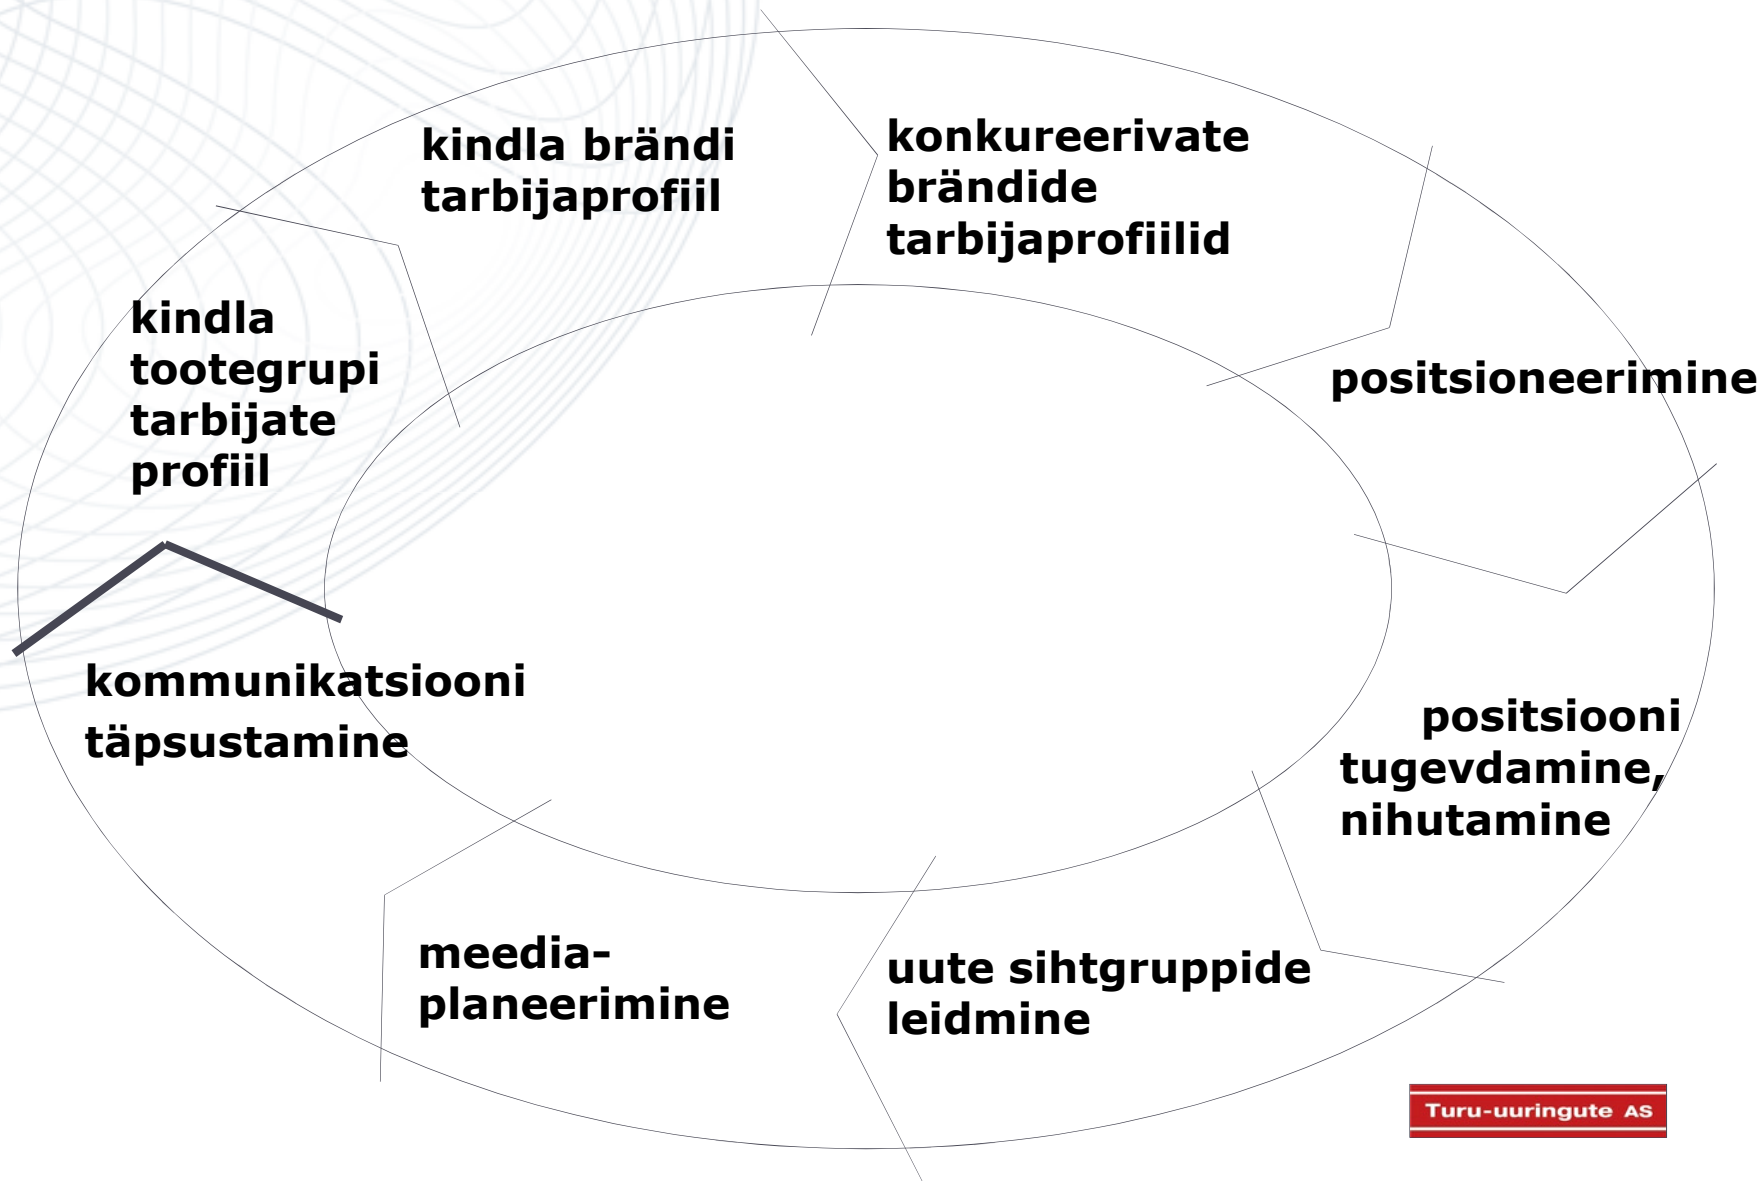 kindla brändi
tarbijaprofiil
konkureerivate
brändide
tarbijaprofiilid
positsioneerimine
positsiooni
tugevdamine,
nihutamine
uute sihtgruppide
leidmine
meedia-
planeerimine
kommunikatsiooni
täpsustamine
kindla
tootegrupi
tarbijate
profiil
Turu-uuringute AS